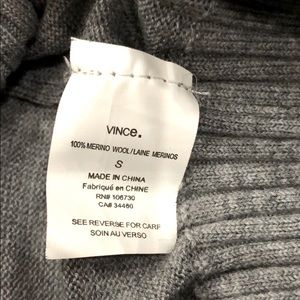 VINCE.
100% MERINO WOOL/LAINE MERINOS
S
MADE IN CHINA
Fabriqué en CHINE
RN# 106730
CA# 34460
SEE REVERSE FOR CARE
SOIN AU VERSO